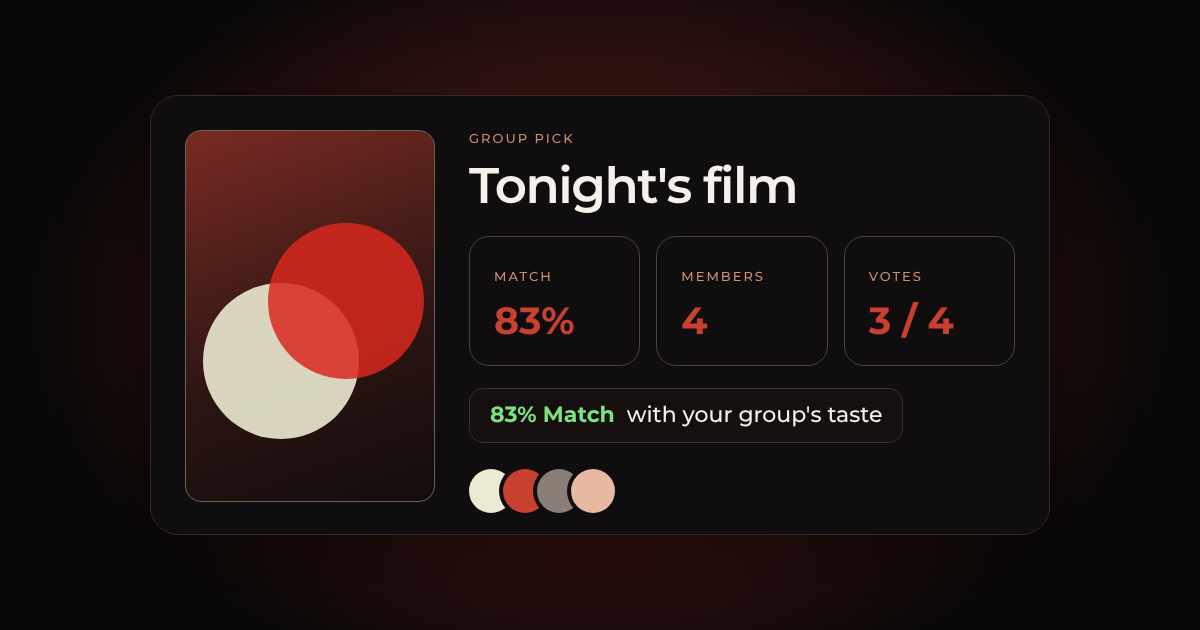 GROUP PICK
Tonight's film
MATCH
83%
MEMBERS
4
VOTES
3 / 4
83% Match with your group's taste